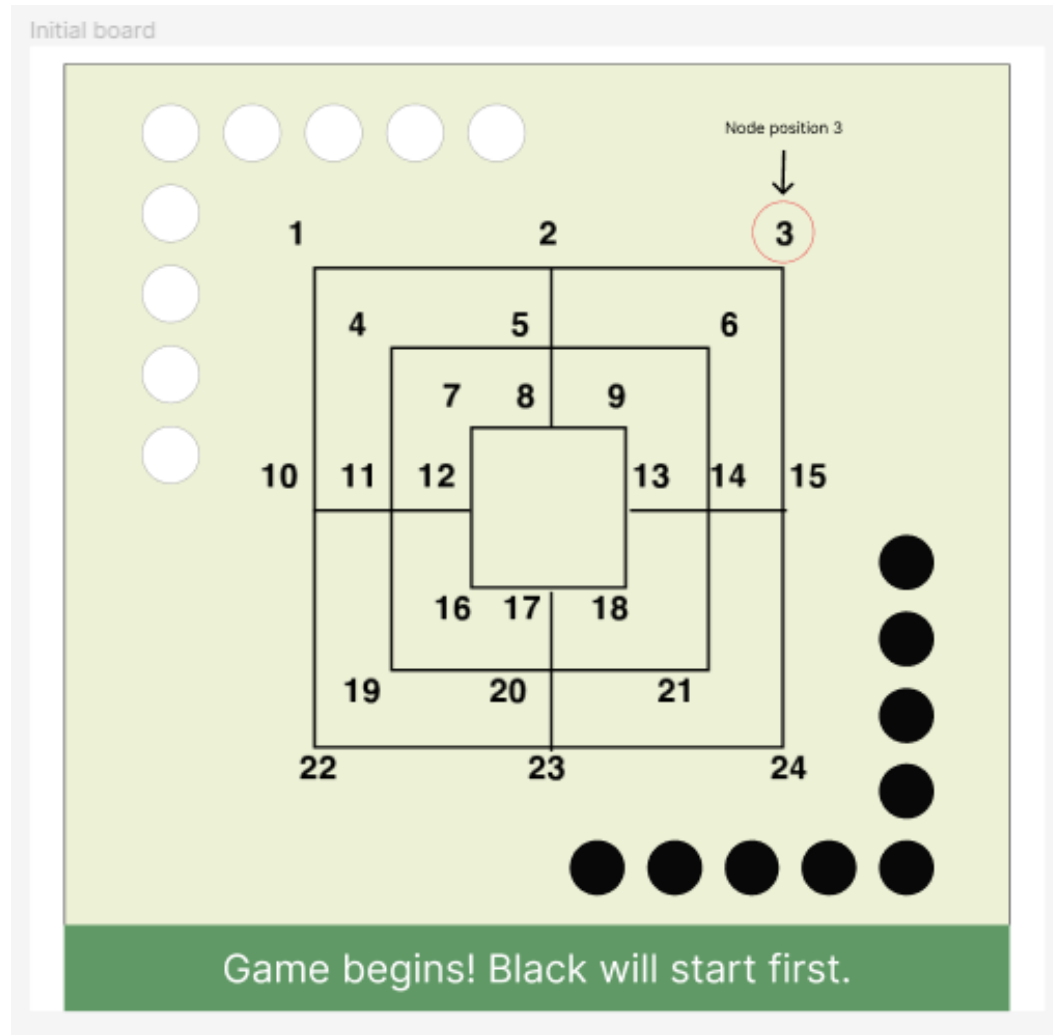 Initial board
Node position 3
1 2 3
4 5 6
7 8 9
10 11 12 13 14 15
16 17 18
19 20 21
22 23 24
Game begins! Black will start first.